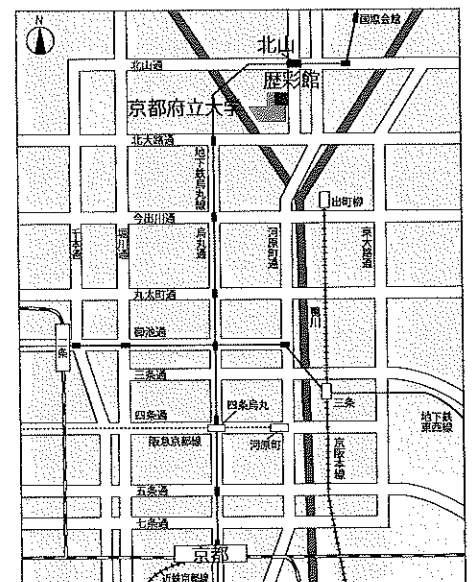 N
国際会館
北山
北山通
歴彩館
京都府立大学
北大路通
地下鉄烏丸線
出町柳
今出川通
千本通
堀川通
烏丸通
河原町通
東大路通
丸太町通
鴨川
御池通
条
三条通
三条
四条烏丸
四条通
地下鉄
東西線
阪急京都線
河原町
京阪本線
五条通
七条通
京都
近鉄京都線